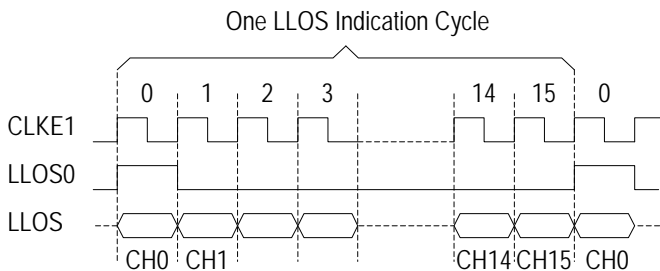 One LLOS Indication Cycle
0 1 2 3 14 15 0
CLKE1
LLOS0
LLOS
CH0 CH1 CH14 CH15 CH0